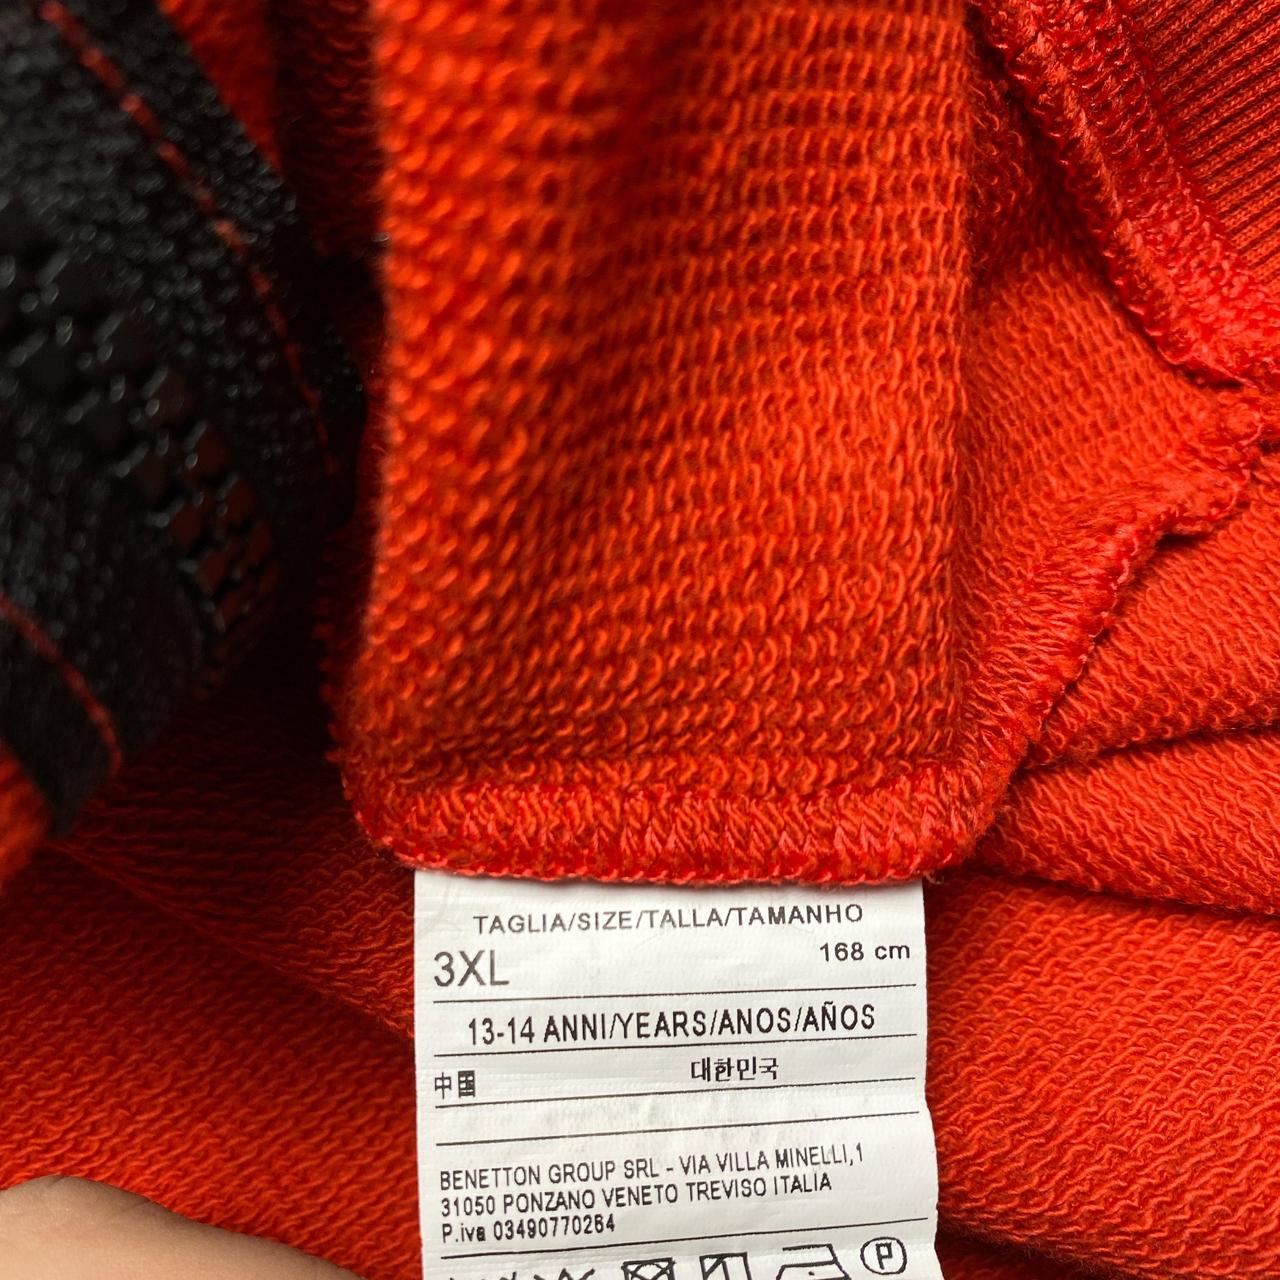 TAGLIA/SIZE/TALLA/TAMANHO
3XL 168 cm
13-14 ANNI/YEARS/ANOS/AÑOS
中国 대한민국
BENETTON GROUP SRL - VIA VILLA MINELLI,1
31050 PONZANO VENETO TREVISO ITALIA
P.iva 03490770264
P